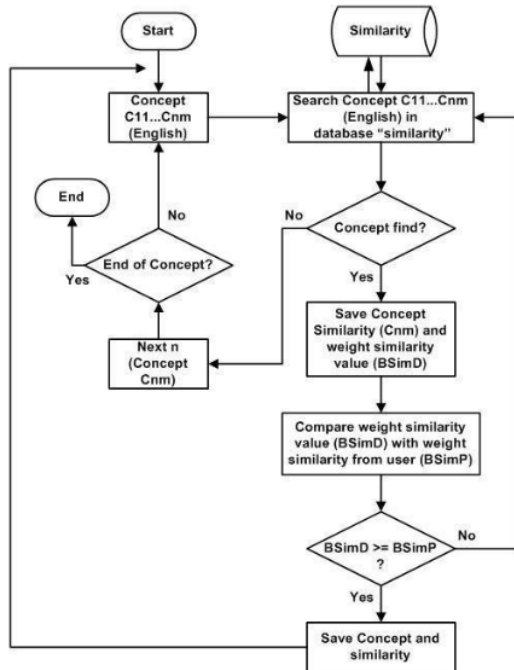 Start
Similarity
Concept
C11...Cnm
(English)
Search Concept C11...Cnm
(English) in
database “similarity”
End
No
No
Concept find?
End of Concept?
Yes
Yes
Save Concept
Similarity (Cnm) and
weight similarity
value (BSimD)
Next n
(Concept
Cnm)
Compare weight similarity
value (BSimD) with weight
similarity from user (BSimP)
No
BSimD >= BSimP
?
Yes
Save Concept and
similarity